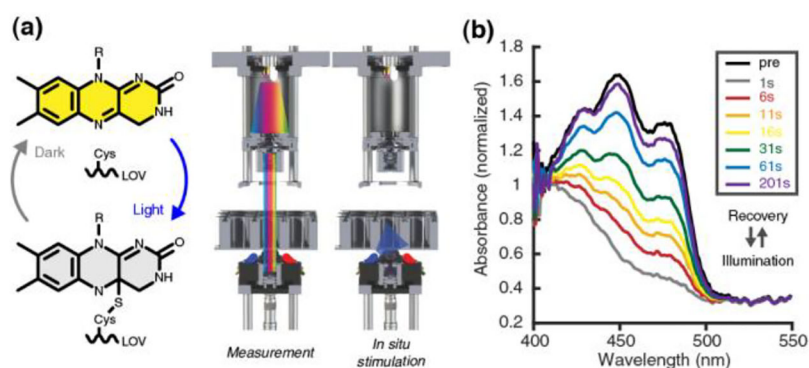 (a)
R
N
N
O
NH
N
Dark
Cys
LOV
Light
R
N
N
O
NH
N
S
Cys
LOV
Measurement
In situ
stimulation
(b)
Absorbance (normalized)
1.8
1.6
1.4
1.2
1
0.8
0.6
0.4
0.2
400
450
500
550
Wavelength (nm)
pre
1s
6s
11s
16s
31s
61s
201s
Recovery
Illumination